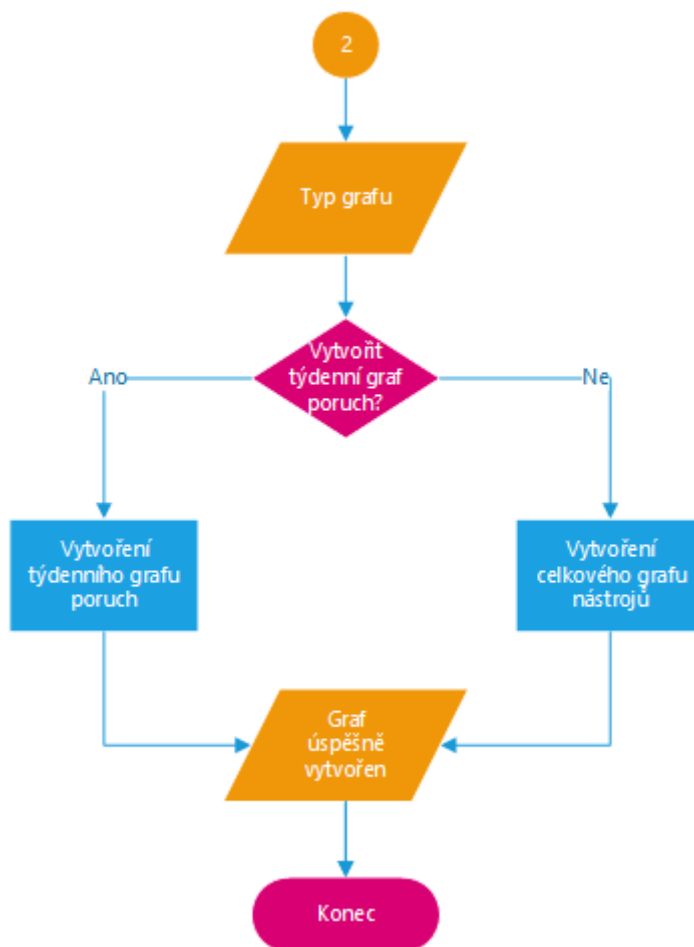 2
Typ grafu
Vytvořit
týdenní graf
poruch?
Ano
Ne
Vytvoření
týdenního grafu
poruch
Vytvoření
celkového grafu
nástrojů
Graf
úspěšně
vytvořen
Konec